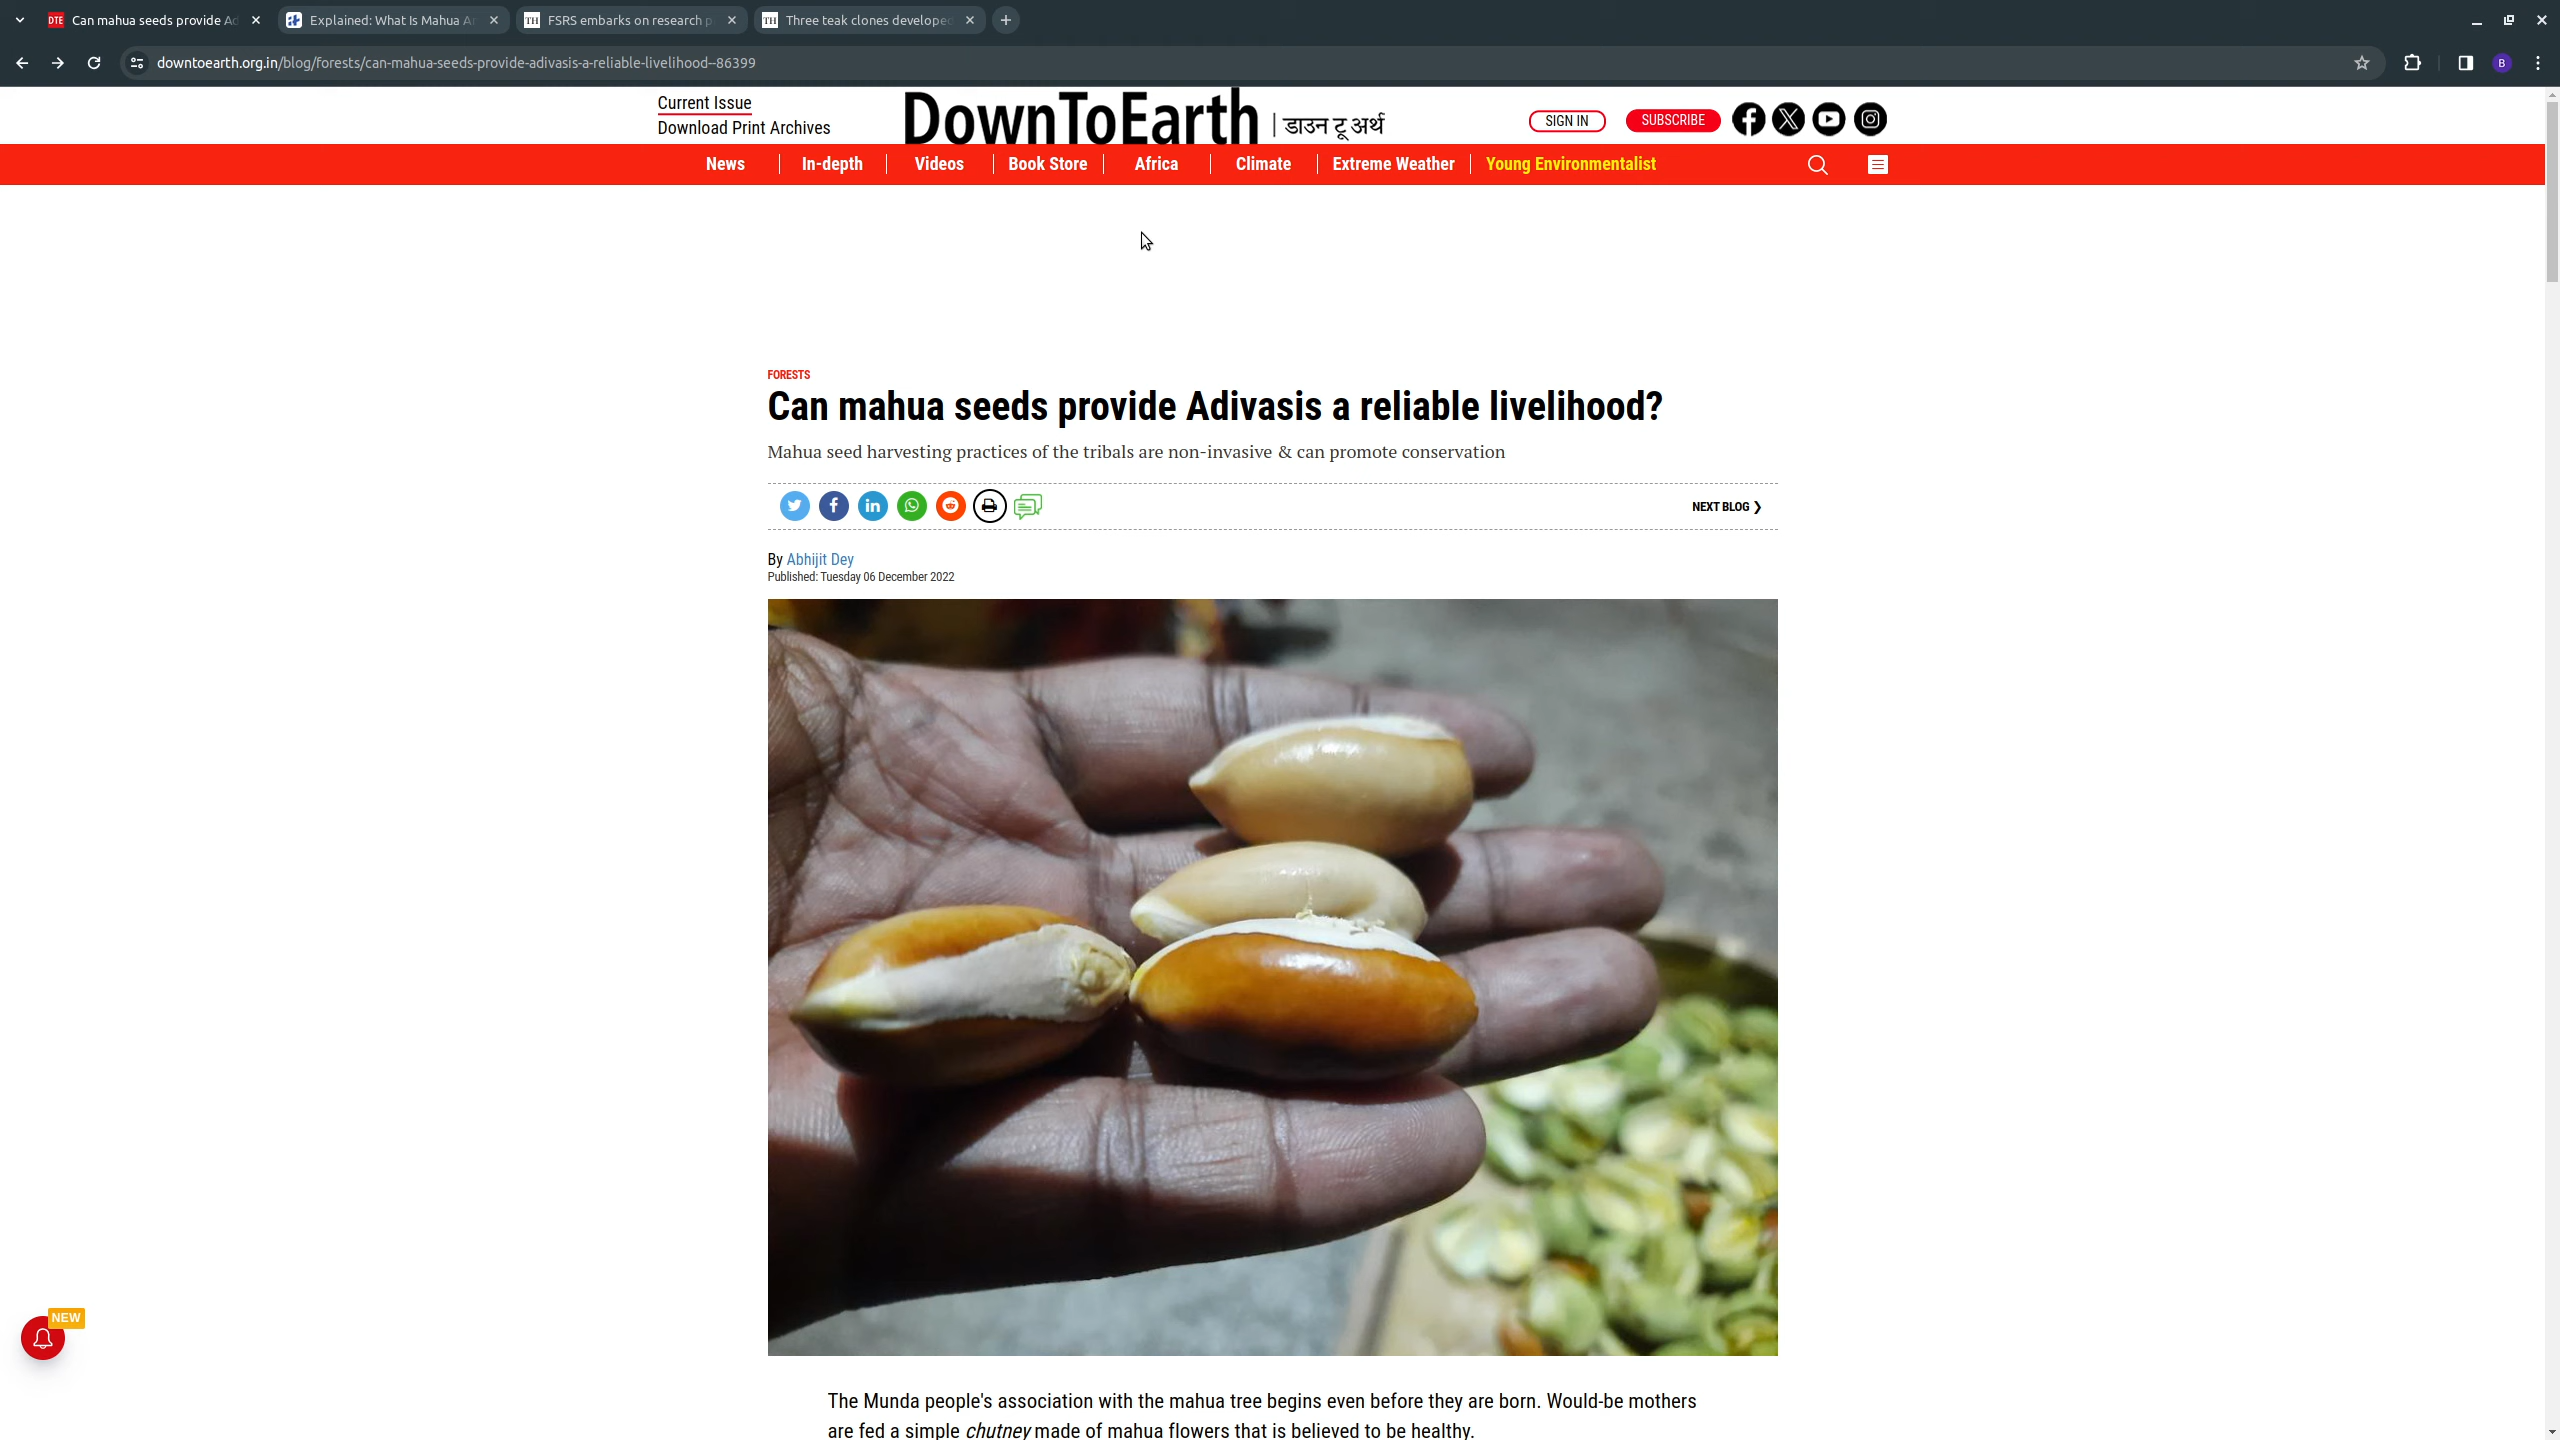 Can mahua seeds provide Ad
Explained: What Is Mahua A
FSRS embarks on research p
Three teak clones developed
downtoearth.org.in/blog/forests/can-mahua-seeds-provide-adivasis-a-reliable-livelihood--86399
B
Current Issue
Download Print Archives
DownToEarth | डाउन टू अर्थ
SIGN IN
SUBSCRIBE
News
In-depth
Videos
Book Store
Africa
Climate
Extreme Weather
Young Environmentalist
FORESTS
Can mahua seeds provide Adivasis a reliable livelihood?
Mahua seed harvesting practices of the tribals are non-invasive & can promote conservation
NEXT BLOG ❯
By Abhijit Dey
Published: Tuesday 06 December 2022
NEW
The Munda people's association with the mahua tree begins even before they are born. Would-be mothers
are fed a simple chutney made of mahua flowers that is believed to be healthy.